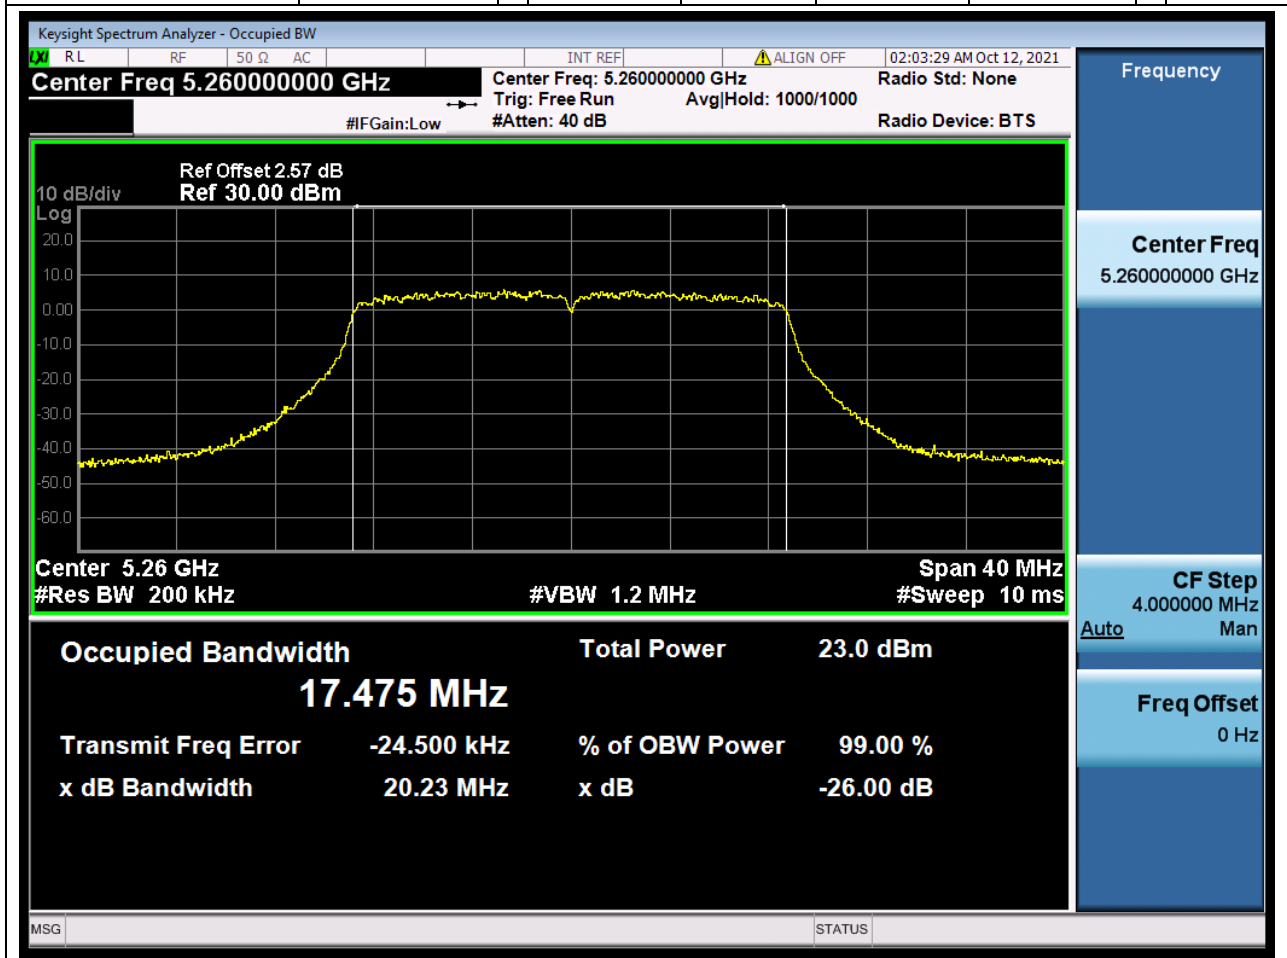 Keysight Spectrum Analyzer - Occupied BW
LXI RL RF 50 Ω AC INT REF ALIGN OFF 02:03:29 AM Oct 12, 2021
Center Freq 5.260000000 GHz
Center Freq: 5.260000000 GHz Radio Std: None
Trig: Free Run Avg|Hold: 1000/1000
#IFGain:Low #Atten: 40 dB Radio Device: BTS
Ref Offset 2.57 dB
10 dB/div Ref 30.00 dBm
Log
20.0
10.0
0.00
-10.0
-20.0
-30.0
-40.0
-50.0
-60.0
Center 5.26 GHz Span 40 MHz
#Res BW 200 kHz #VBW 1.2 MHz #Sweep 10 ms
Occupied Bandwidth Total Power 23.0 dBm
17.475 MHz
Transmit Freq Error -24.500 kHz % of OBW Power 99.00 %
x dB Bandwidth 20.23 MHz x dB -26.00 dB
MSG STATUS
Frequency
Center Freq
5.260000000 GHz
CF Step
4.000000 MHz
Auto Man
Freq Offset
0 Hz